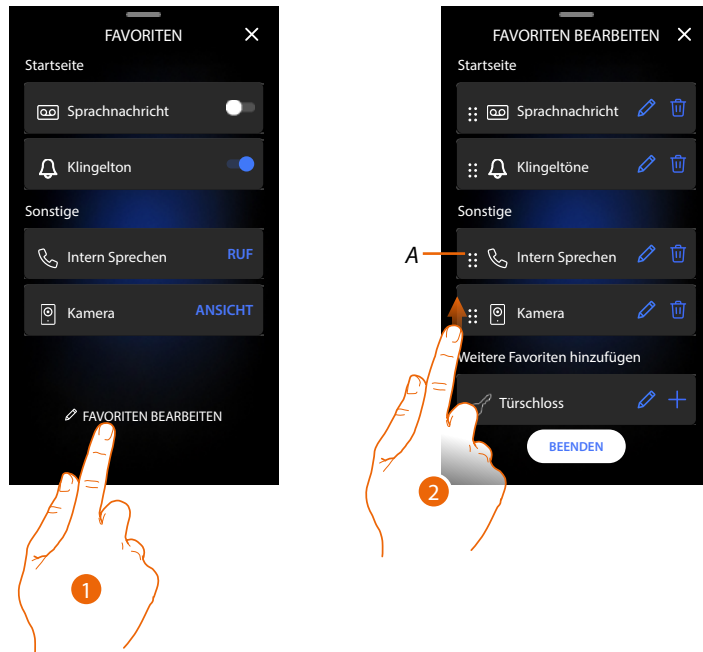 FAVORITEN
Startseite
Sprachnachricht
Klingelton
Sonstige
Intern Sprechen RUF
Kamera ANSICHT
FAVORITEN BEARBEITEN
1
FAVORITEN BEARBEITEN
Startseite
Sprachnachricht
Klingeltöne
Sonstige
A
Intern Sprechen
Kamera
Weitere Favoriten hinzufügen
Türschloss
BEENDEN
2